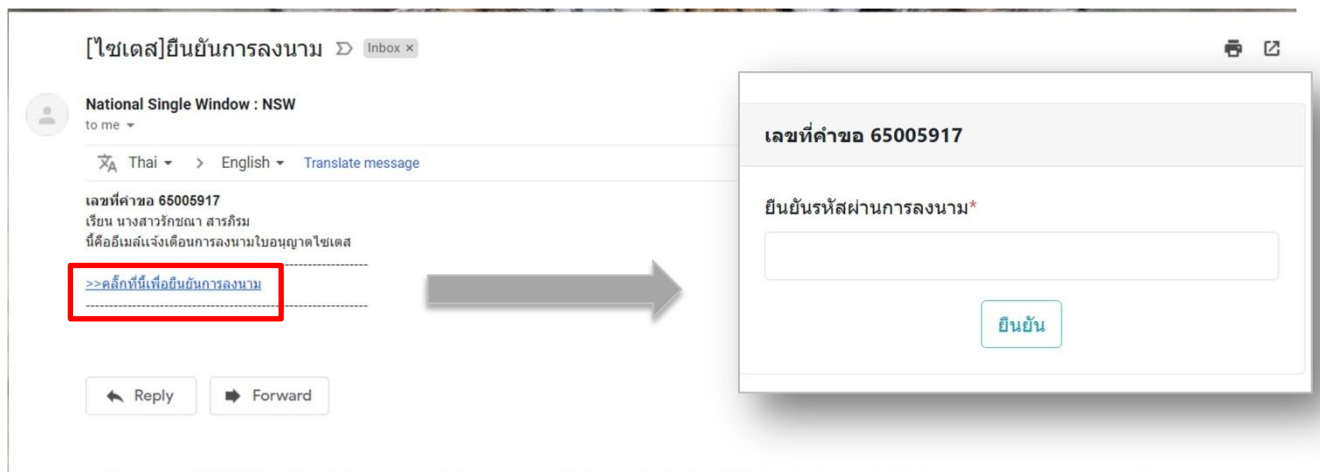 [ไซเตส]ยืนยันการลงนาม Inbox ×
National Single Window : NSW
to me
Thai > English Translate message
เลขที่คำขอ 65005917
เรียน นางสาวรักชณา สารภิรม
นี้คืออีเมล์แจ้งเตือนการลงนามใบอนุญาตไซเตส
------------------------------------------------------------
>>คลิ๊กที่นี้เพื่อยืนยันการลงนาม
------------------------------------------------------------
Reply Forward
เลขที่คำขอ 65005917
ยืนยันรหัสผ่านการลงนาม*
ยืนยัน